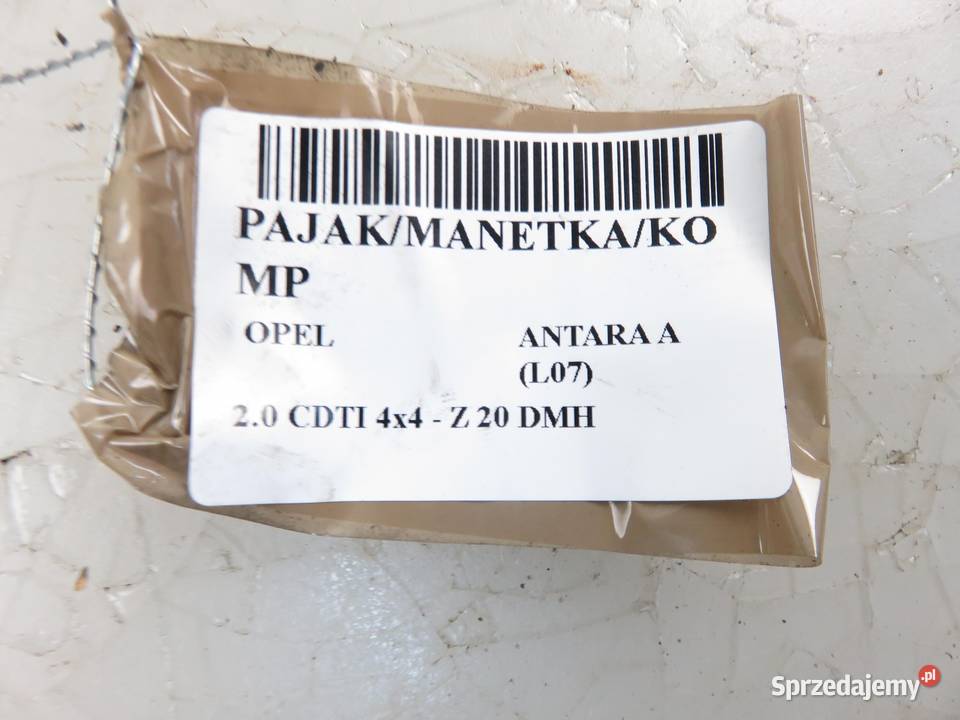 PAJAK/MANETKA/KO
MP
OPEL ANTARA A
(L07)
2.0 CDTI 4x4 - Z 20 DMH
Sprzedajemy.pl